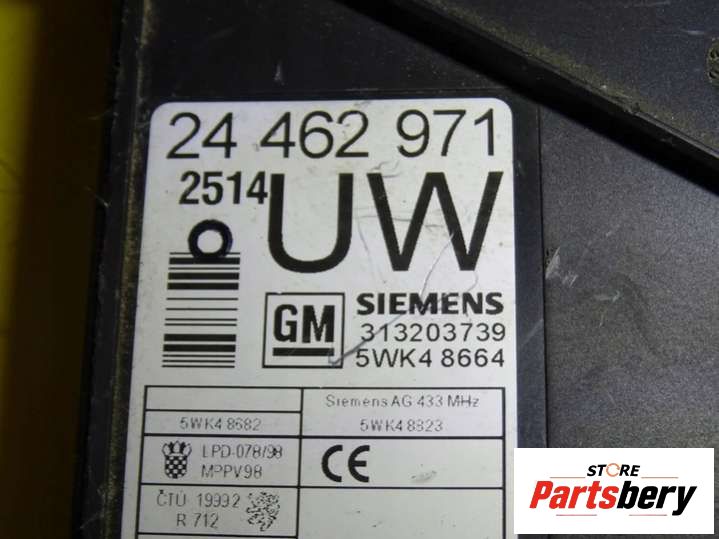 24 462 971
2514 UW
GM SIEMENS
313203739
5WK4 8664
Siemens AG 433 MHz
5WK4 8682 5WK4 8823
LPD-078/98
MPPV98
CE
ČTÚ 1999 2
R 712
STORE
Partsbery